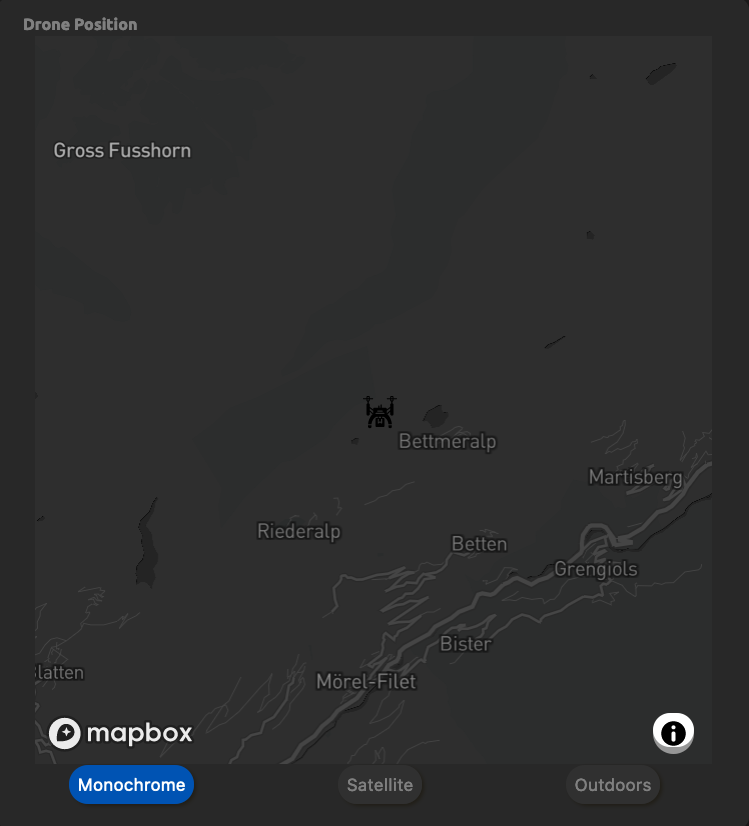 Drone Position
Gross Fusshorn
Bettmeralp
Martisberg
Riederalp
Betten
Grengiols
Bister
latten
Mörel-Filet
mapbox
Monochrome
Satellite
Outdoors